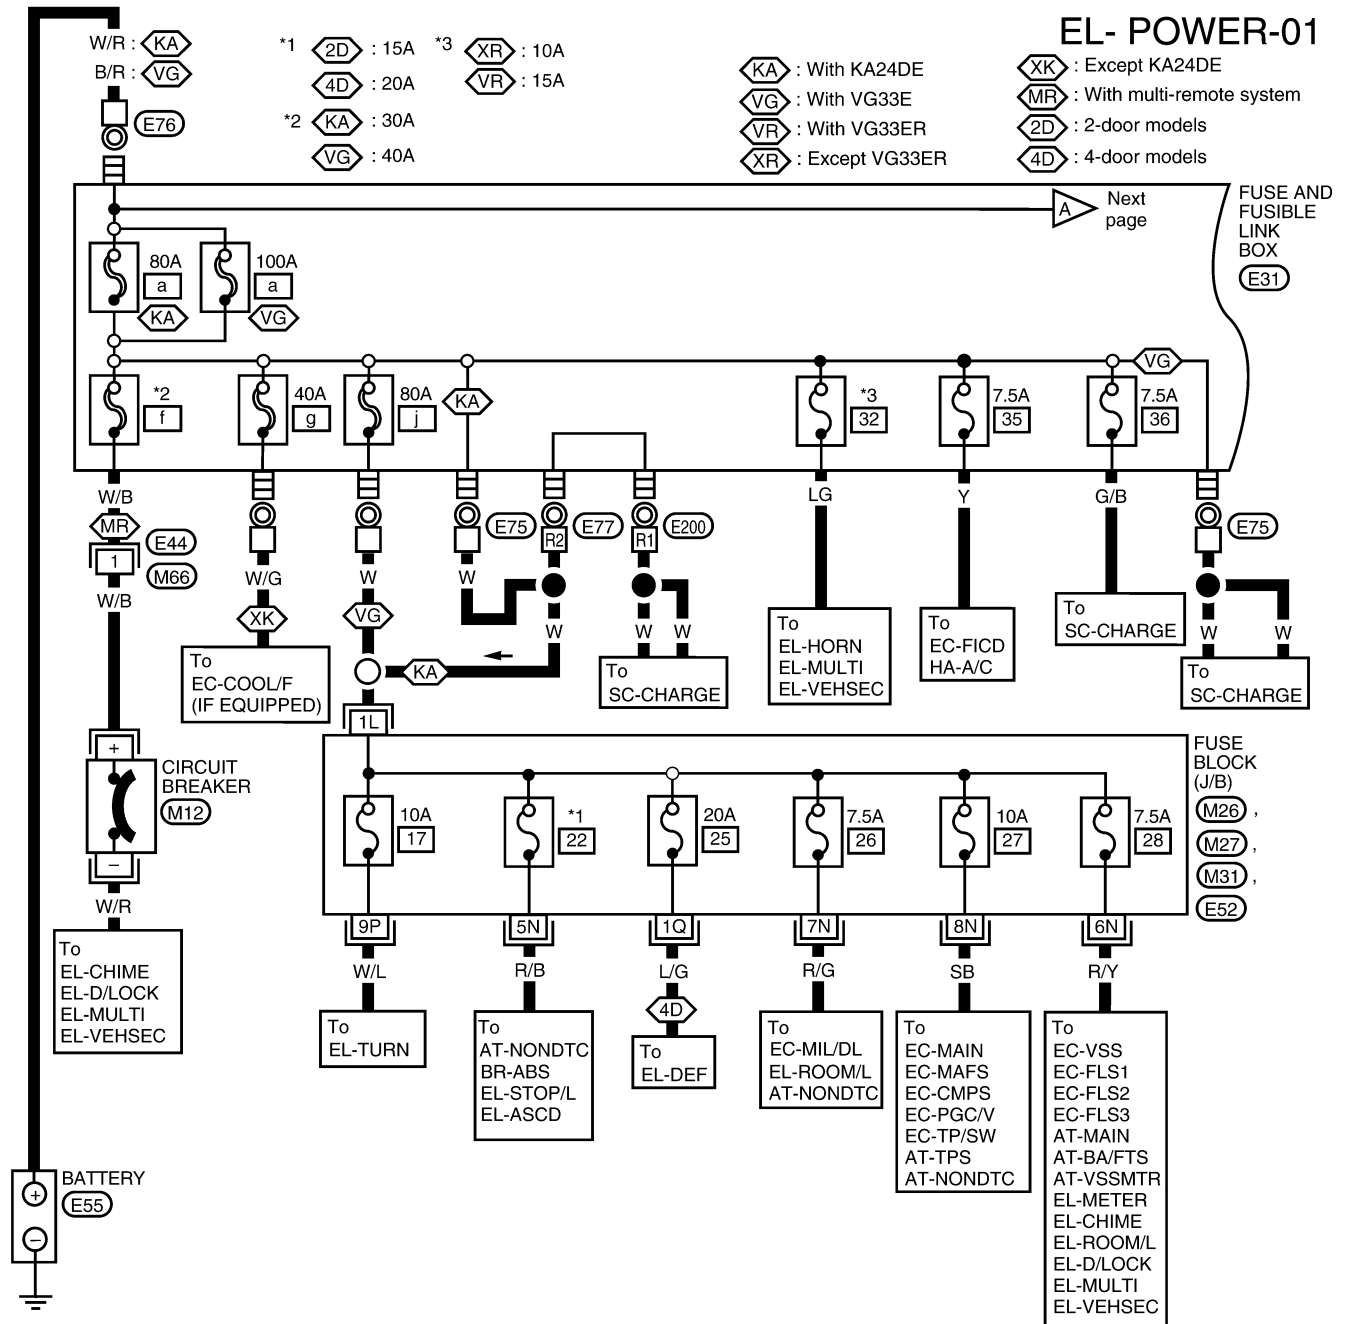 EL- POWER-01
W/R : KA
B/R : VG
E76
*1 2D : 15A
4D : 20A
*2 KA : 30A
VG : 40A
*3 XR : 10A
VR : 15A
KA : With KA24DE
VG : With VG33E
VR : With VG33ER
XR : Except VG33ER
XK : Except KA24DE
MR : With multi-remote system
2D : 2-door models
4D : 4-door models
A Next
page
FUSE AND
FUSIBLE
LINK
BOX
E31
80A
a
KA
100A
a
VG
*2
f
40A
g
80A
j
KA
*3
32
7.5A
35
7.5A
36
VG
W/B
MR
1
E44
M66
W/B
W/G
XK
To
EC-COOL/F
(IF EQUIPPED)
W
VG
W
E75
R2
E77
W
KA
R1
E200
W W
To
SC-CHARGE
LG
To
EL-HORN
EL-MULTI
EL-VEHSEC
Y
To
EC-FICD
HA-A/C
G/B
To
SC-CHARGE
E75
W W
To
SC-CHARGE
+
CIRCUIT
BREAKER
M12
–
W/R
To
EL-CHIME
EL-D/LOCK
EL-MULTI
EL-VEHSEC
1L
FUSE
BLOCK
(J/B)
M26 ,
M27 ,
M31 ,
E52
10A
17
*1
22
20A
25
7.5A
26
10A
27
7.5A
28
9P
W/L
To
EL-TURN
5N
R/B
To
AT-NONDTC
BR-ABS
EL-STOP/L
EL-ASCD
1Q
L/G
4D
To
EL-DEF
7N
R/G
To
EC-MIL/DL
EL-ROOM/L
AT-NONDTC
8N
SB
To
EC-MAIN
EC-MAFS
EC-CMPS
EC-PGC/V
EC-TP/SW
AT-TPS
AT-NONDTC
6N
R/Y
To
EC-VSS
EC-FLS1
EC-FLS2
EC-FLS3
AT-MAIN
AT-BA/FTS
AT-VSSMTR
EL-METER
EL-CHIME
EL-ROOM/L
EL-D/LOCK
EL-MULTI
EL-VEHSEC
BATTERY
E55
+
–